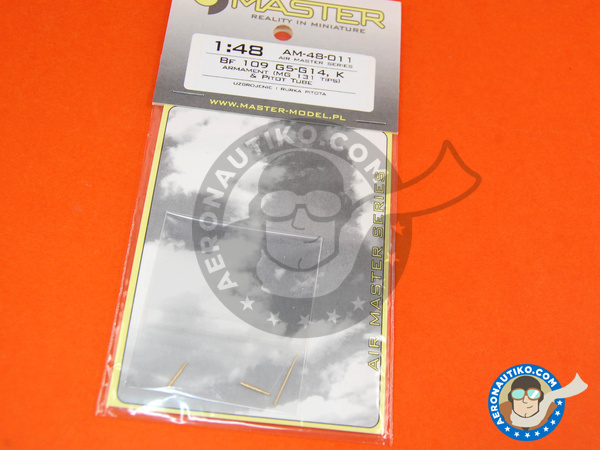 MASTER
REALITY IN MINIATURE
1:48
AM-48-011
AIR MASTER SERIES
BF 109 G5-G14, K
ARMAMENT (MG 131 TIPS)
& PITOT TUBE
UZBROJENIE I RURKA PITOTA
WWW.MASTER-MODEL.PL
AERONAUTIKO.COM
AIR MASTER SERIES
AERONAUTIKO.COM